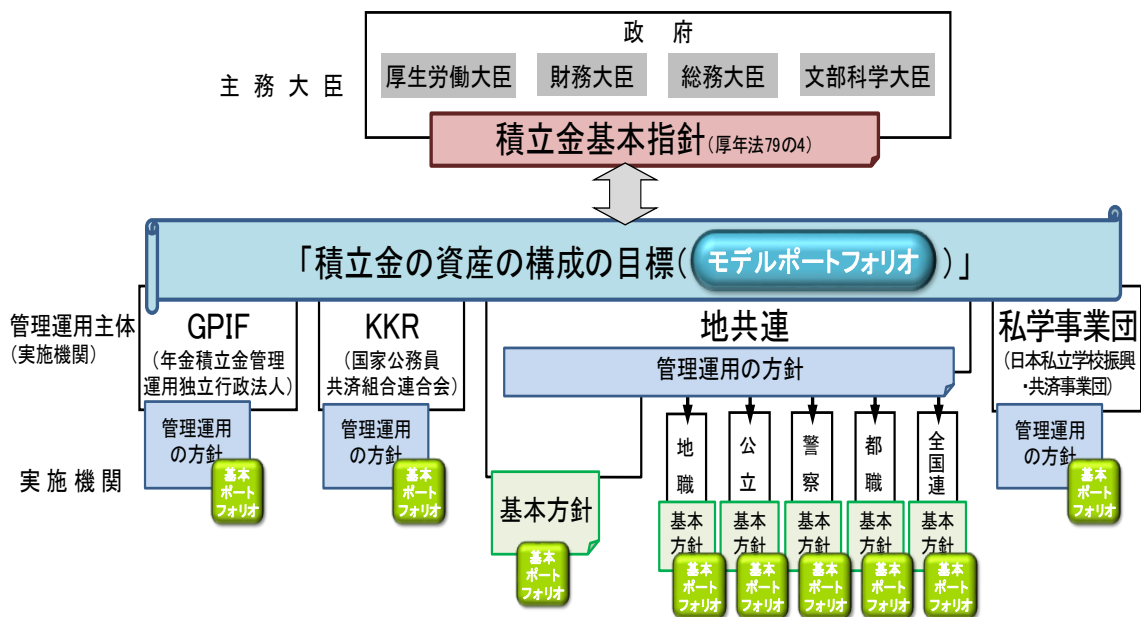 政 府
主務大臣
厚生労働大臣 財務大臣 総務大臣 文部科学大臣
積立金基本指針(厚年法79の4)
「積立金の資産の構成の目標(モデルポートフォリオ)」
管理運用主体
(実施機関)
GPIF
(年金積立金管理
運用独立行政法人)
管理運用
の方針
基本
ポート
フォリオ
KKR
(国家公務員
共済組合連合会)
管理運用
の方針
基本
ポート
フォリオ
地共連
管理運用の方針
私学事業団
(日本私立学校振興
・共済事業団)
管理運用
の方針
基本
ポート
フォリオ
実施機関
基本方針
基本
ポート
フォリオ
地職
基本
方針
基本
ポート
フォリオ
公立
基本
方針
基本
ポート
フォリオ
警察
基本
方針
基本
ポート
フォリオ
都職
基本
方針
基本
ポート
フォリオ
全国連
基本
方針
基本
ポート
フォリオ